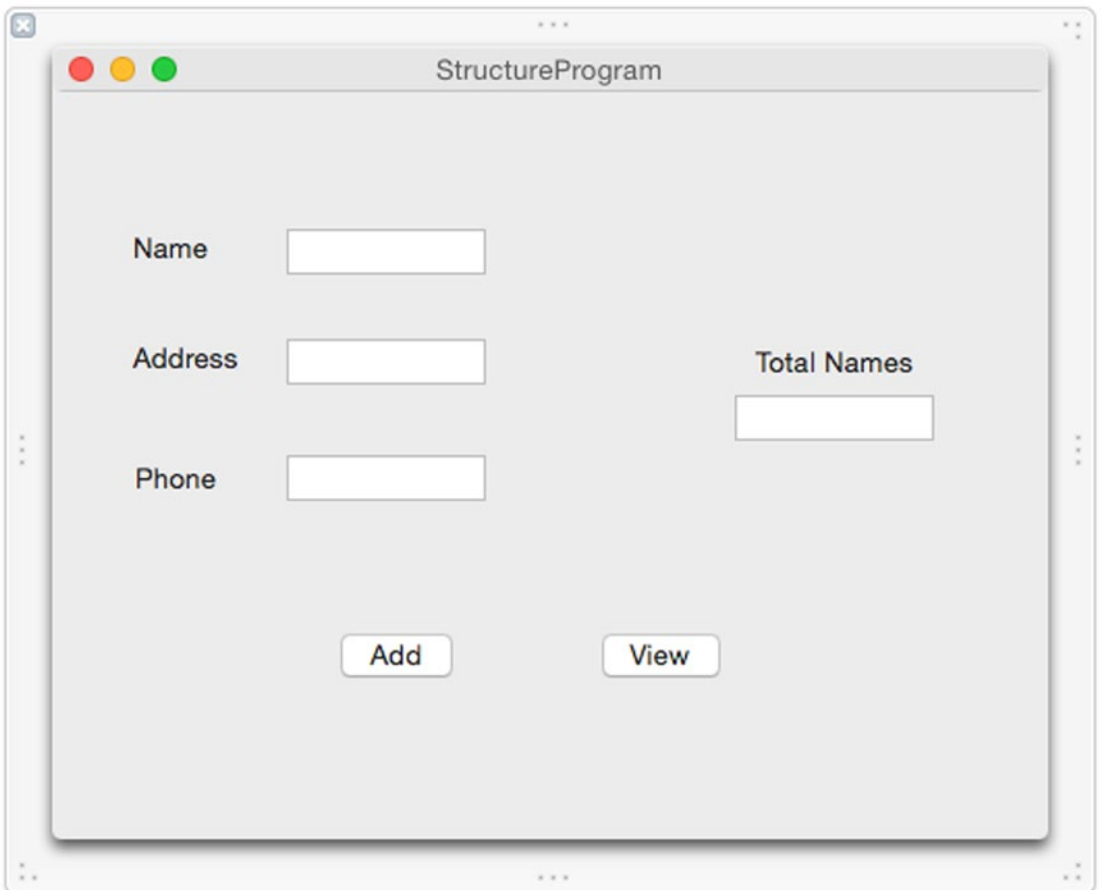 StructureProgram
Name
Address
Total Names
Phone
Add
View